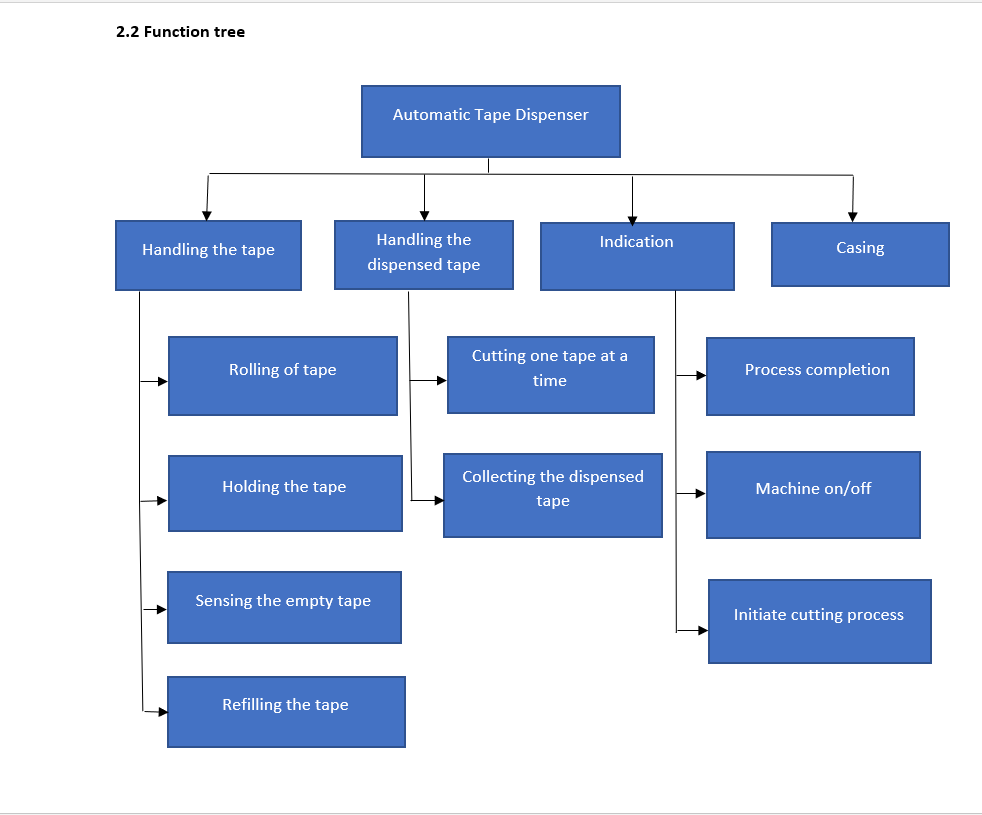 2.2 Function tree
Automatic Tape Dispenser
Handling the tape
Handling the
dispensed tape
Indication
Casing
Rolling of tape
Cutting one tape at a
time
Process completion
Holding the tape
Collecting the dispensed
tape
Machine on/off
Sensing the empty tape
Initiate cutting process
Refilling the tape